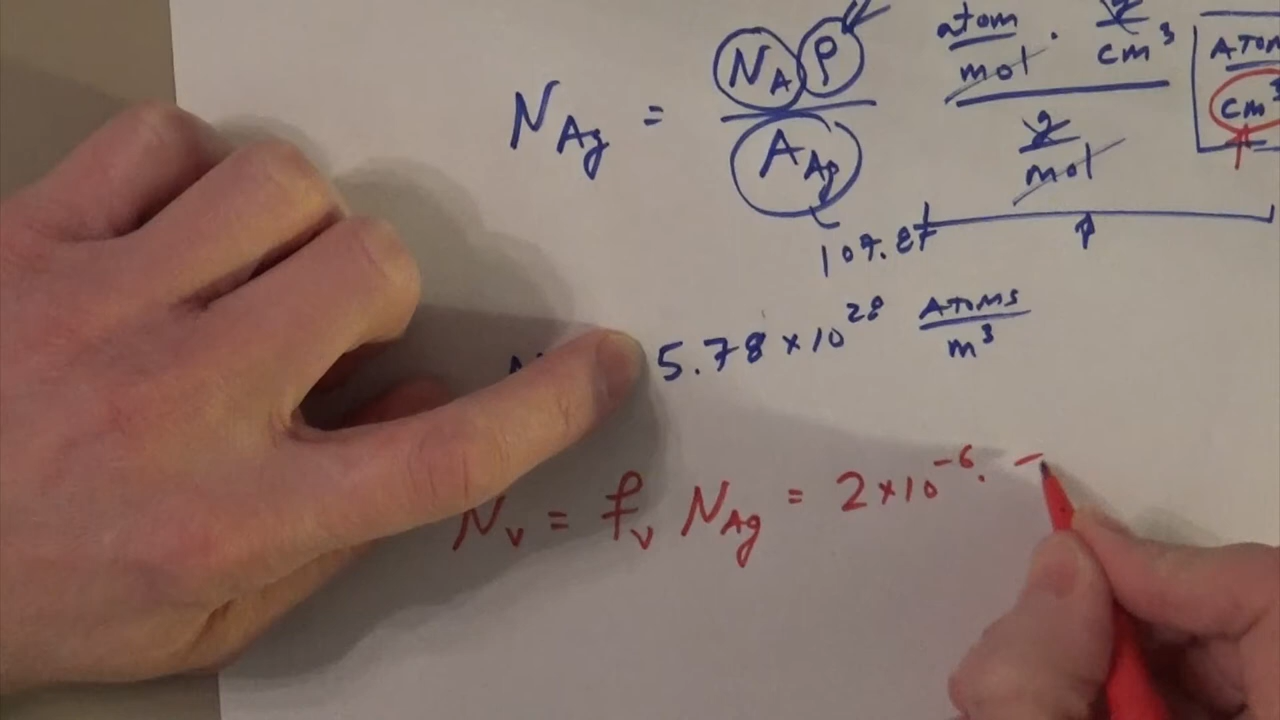 N_Ag = N_A ρ / A_Ag
atom/mol · g/cm³ / g/mol
cm³
107.87
5.78 × 10²⁸ ATOMS/m³
N_v = f_v N_Ag = 2 × 10⁻⁶ ·